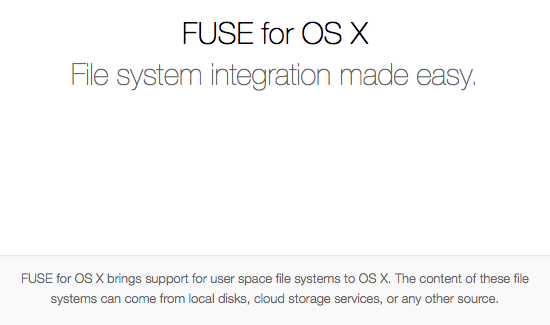 FUSE for OS X
File system integration made easy.
FUSE for OS X brings support for user space file systems to OS X. The content of these file
systems can come from local disks, cloud storage services, or any other source.